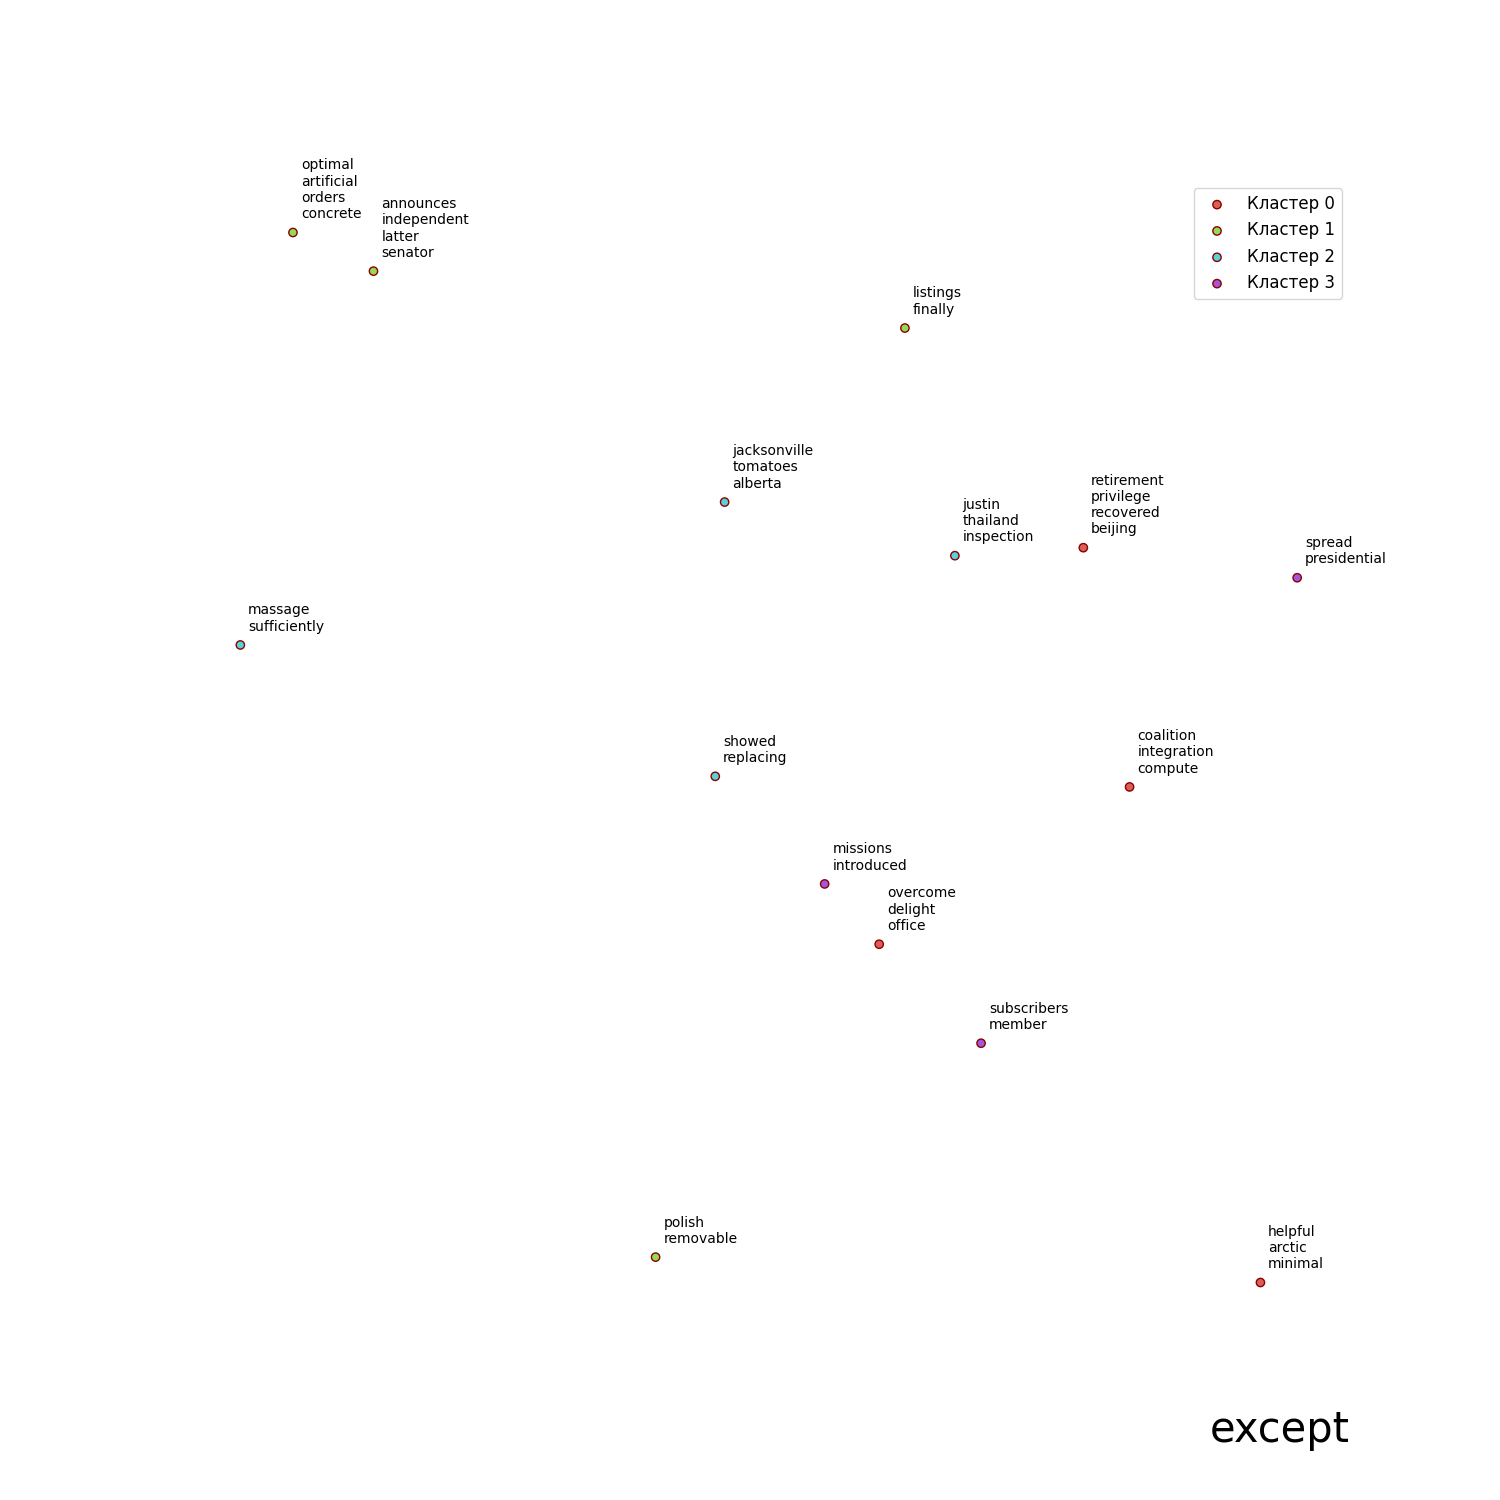 optimal
artificial
orders
concrete
announces
independent
latter
senator
Кластер 0
Кластер 1
Кластер 2
Кластер 3
listings
finally
jacksonville
tomatoes
alberta
justin
thailand
inspection
retirement
privilege
recovered
beijing
spread
presidential
massage
sufficiently
showed
replacing
coalition
integration
compute
missions
introduced
overcome
delight
office
subscribers
member
polish
removable
helpful
arctic
minimal
except